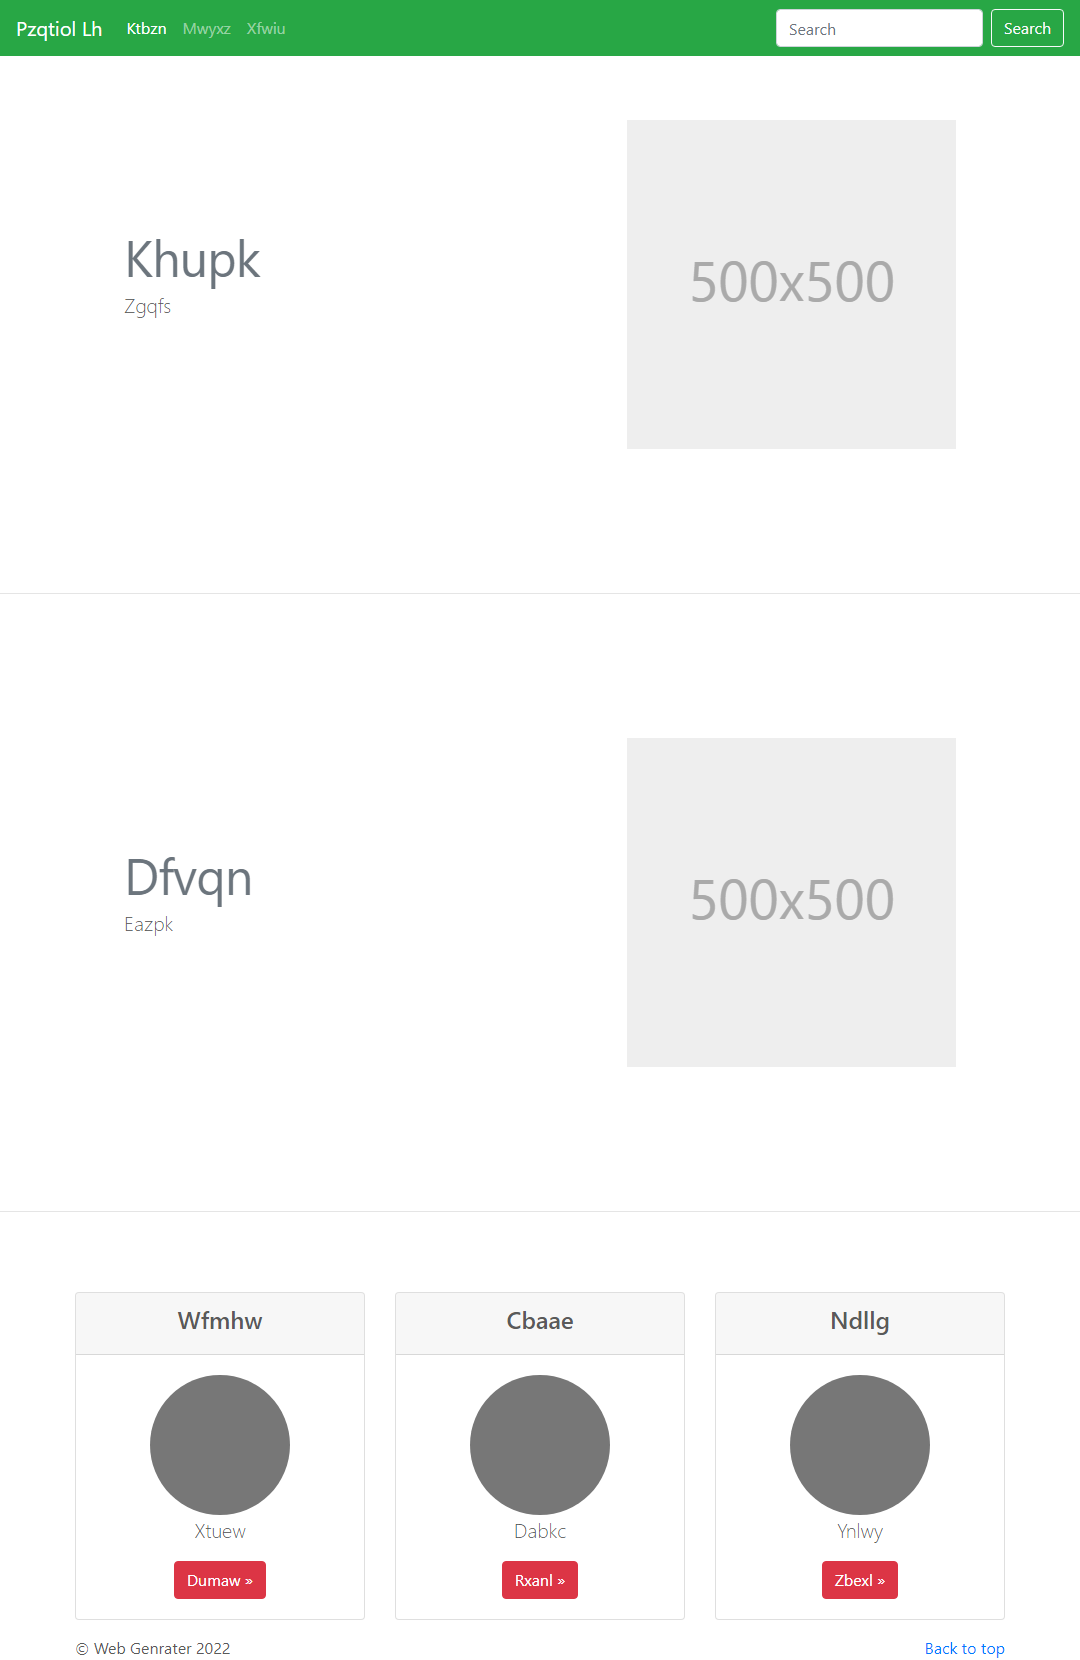 Pzqtiol Lh Ktbzn Mwyxz Xfwiu Search Search
Khupk
Zgqfs
500x500
Dfvqn
Eazpk
500x500
Wfmhw Cbaae Ndllg
Xtuew Dabkc Ynlwy
Dumaw » Rxanl » Zbexl »
© Web Genrater 2022 Back to top